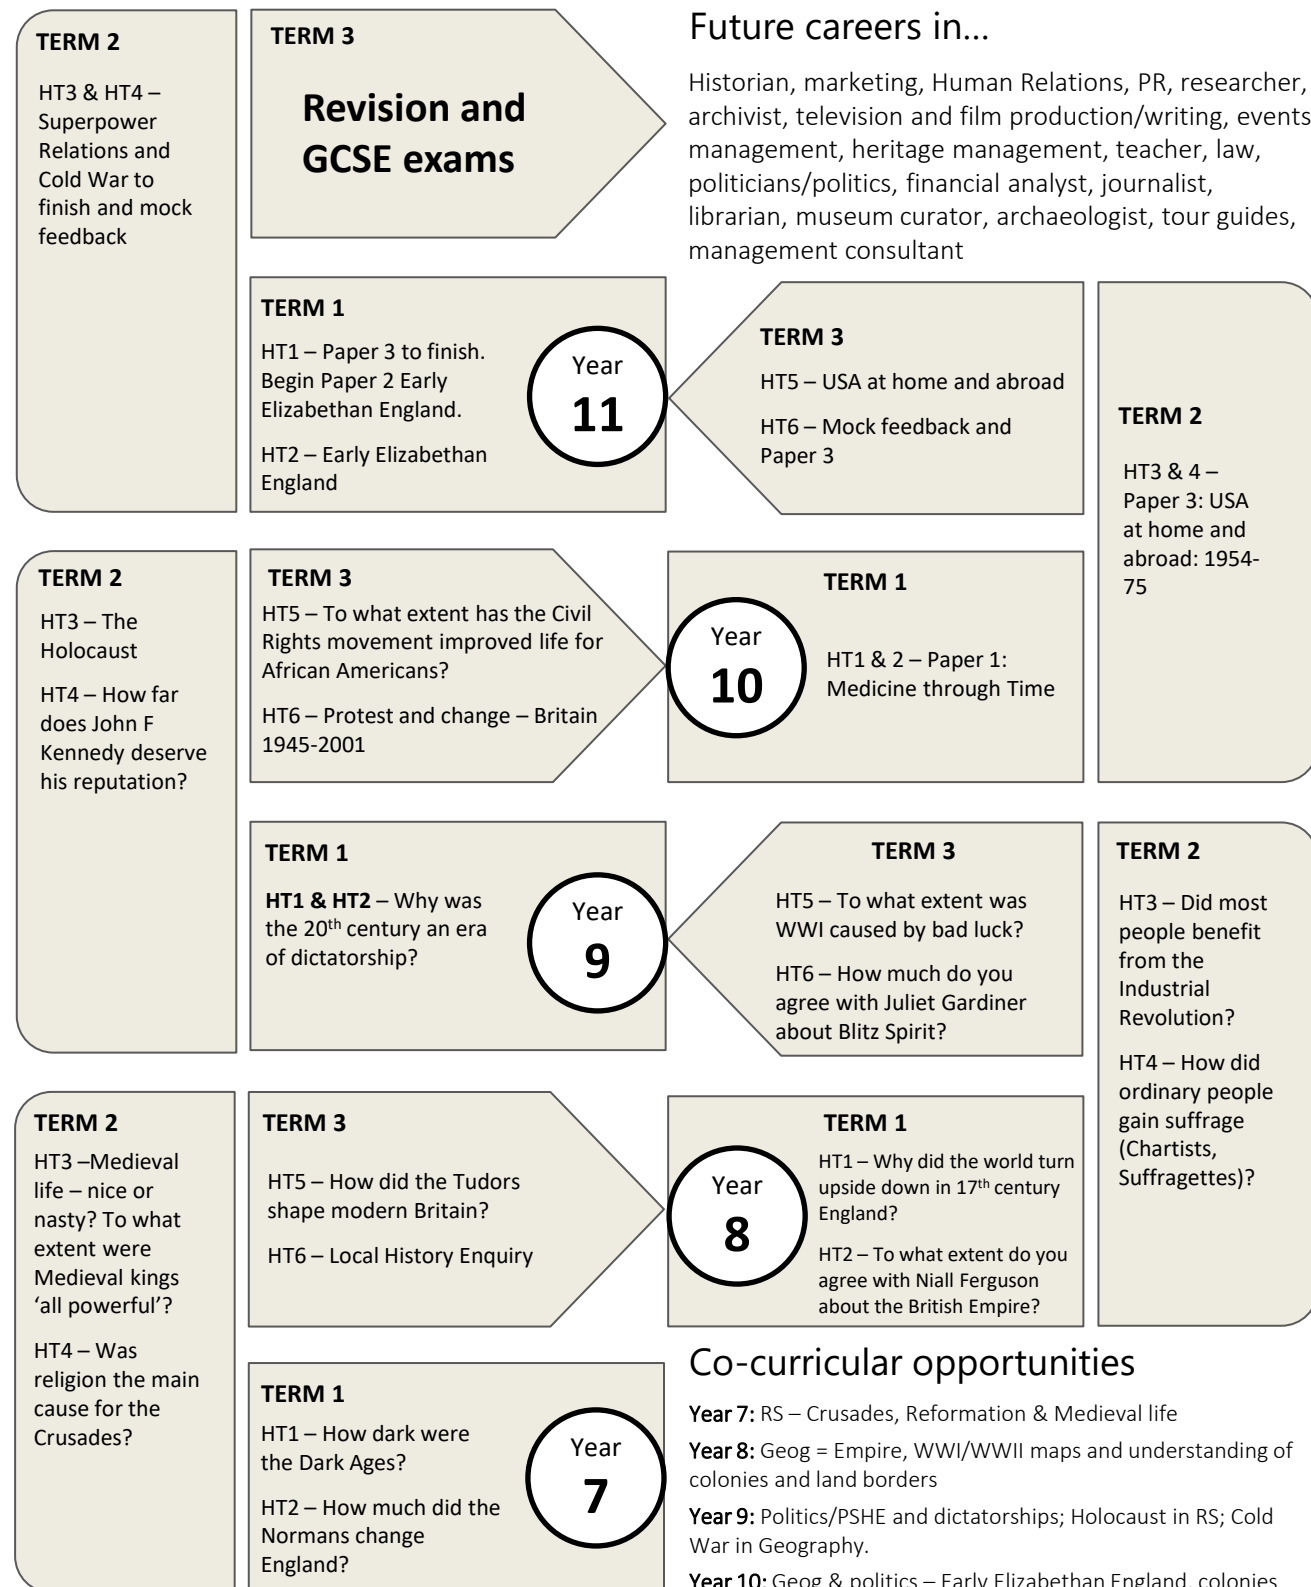 TERM 2
HT3 & HT4 –
Superpower
Relations and
Cold War to
finish and mock
feedback
TERM 3
Revision and
GCSE exams
Future careers in...
Historian, marketing, Human Relations, PR, researcher,
archivist, television and film production/writing, events
management, heritage management, teacher, law,
politicians/politics, financial analyst, journalist,
librarian, museum curator, archaeologist, tour guides,
management consultant
TERM 1
HT1 – Paper 3 to finish.
Begin Paper 2 Early
Elizabethan England.
HT2 – Early Elizabethan
England
Year
11
TERM 3
HT5 – USA at home and abroad
HT6 – Mock feedback and
Paper 3
TERM 2
HT3 & 4 –
Paper 3: USA
at home and
abroad: 1954-
75
TERM 2
HT3 – The
Holocaust
HT4 – How far
does John F
Kennedy deserve
his reputation?
TERM 3
HT5 – To what extent has the Civil
Rights movement improved life for
African Americans?
HT6 – Protest and change – Britain
1945-2001
Year
10
TERM 1
HT1 & 2 – Paper 1:
Medicine through Time
TERM 1
HT1 & HT2 – Why was
the 20th century an era
of dictatorship?
Year
9
TERM 3
HT5 – To what extent was
WWI caused by bad luck?
HT6 – How much do you
agree with Juliet Gardiner
about Blitz Spirit?
TERM 2
HT3 – Did most
people benefit
from the
Industrial
Revolution?
HT4 – How did
ordinary people
gain suffrage
(Chartists,
Suffragettes)?
TERM 2
HT3 –Medieval
life – nice or
nasty? To what
extent were
Medieval kings
‘all powerful’?
HT4 – Was
religion the main
cause for the
Crusades?
TERM 3
HT5 – How did the Tudors
shape modern Britain?
HT6 – Local History Enquiry
Year
8
TERM 1
HT1 – Why did the world turn
upside down in 17th century
England?
HT2 – To what extent do you
agree with Niall Ferguson
about the British Empire?
TERM 1
HT1 – How dark were
the Dark Ages?
HT2 – How much did the
Normans change
England?
Year
7
Co-curricular opportunities
Year 7: RS – Crusades, Reformation & Medieval life
Year 8: Geog = Empire, WWI/WWII maps and understanding of
colonies and land borders
Year 9: Politics/PSHE and dictatorships; Holocaust in RS; Cold
War in Geography.
Year 10: Geog & politics – Early Elizabethan England, colonies